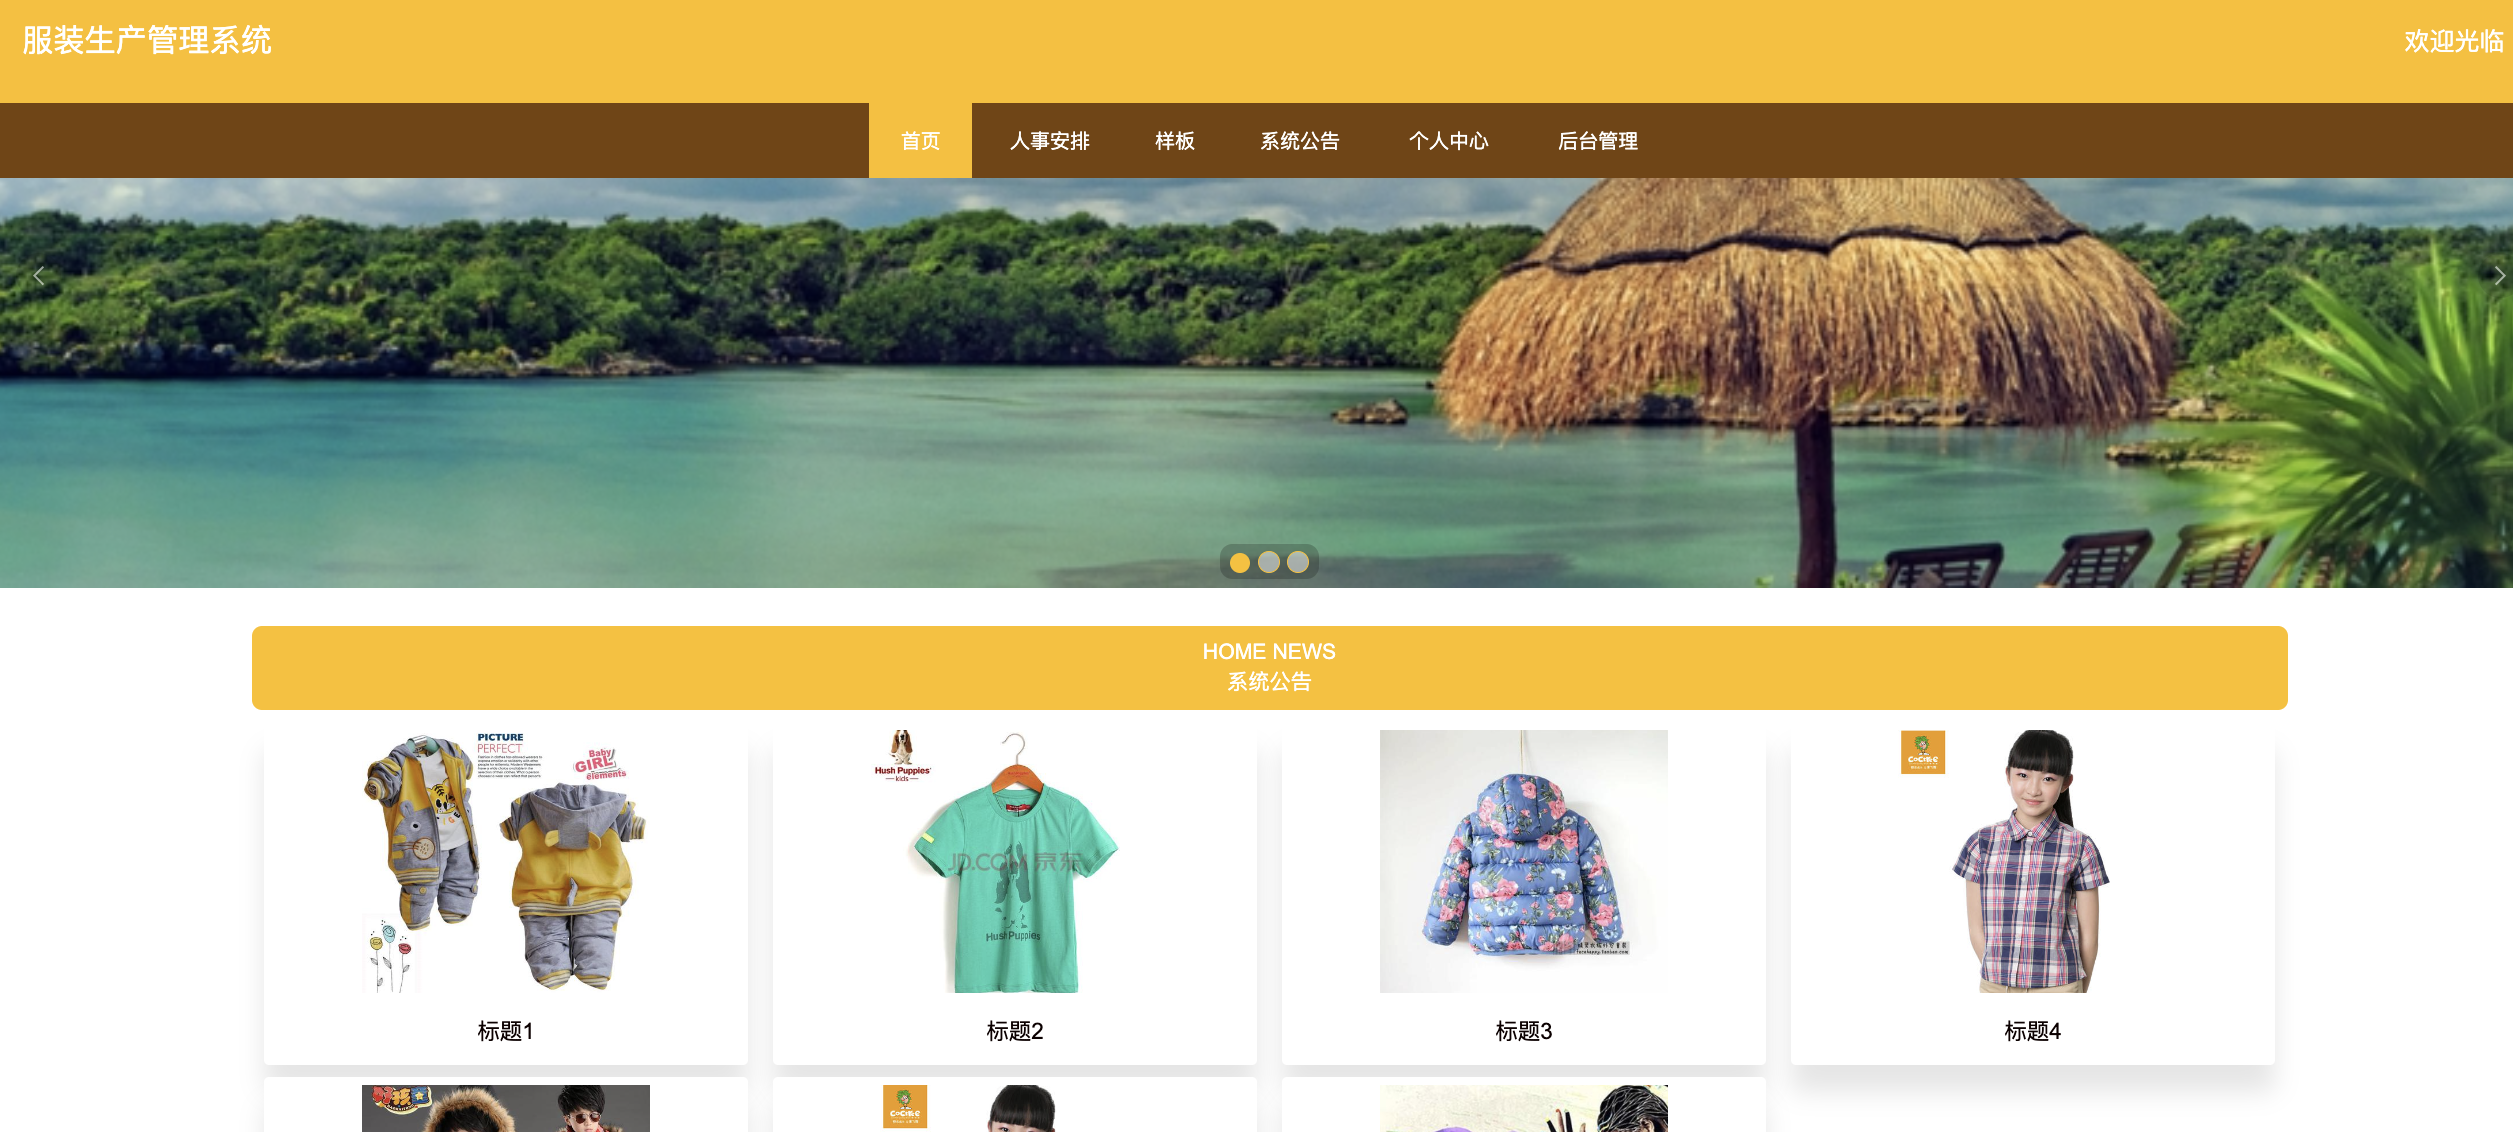 服装生产管理系统
欢迎光临
首页
人事安排
样板
系统公告
个人中心
后台管理
HOME NEWS
系统公告
PICTURE
PERFECT
Baby
GIRL
elements
Hush Puppies
kids
JD.COM 京东
Hush Puppies
标题1
标题2
标题3
标题4